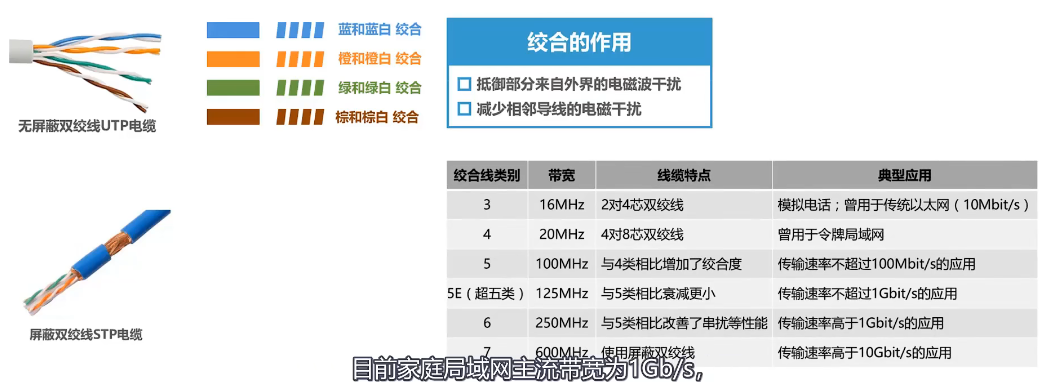 蓝和蓝白 绞合
橙和橙白 绞合
绿和绿白 绞合
棕和棕白 绞合
无屏蔽双绞线UTP电缆
绞合的作用
抵御部分来自外界的电磁波干扰
减少相邻导线的电磁干扰
屏蔽双绞线STP电缆
绞合线类别 带宽 线缆特点 典型应用
3 16MHz 2对4芯双绞线 模拟电话；曾用于传统以太网（10Mbit/s）
4 20MHz 4对8芯双绞线 曾用于令牌局域网
5 100MHz 与4类相比增加了绞合度 传输速率不超过100Mbit/s的应用
5E（超五类） 125MHz 与5类相比衰减更小 传输速率不超过1Gbit/s的应用
6 250MHz 与5类相比改善了串扰等性能 传输速率高于1Gbit/s的应用
7 600MHz 使用屏蔽双绞线 传输速率高于10Gbit/s的应用
目前家庭局域网主流带宽为1Gb/s,